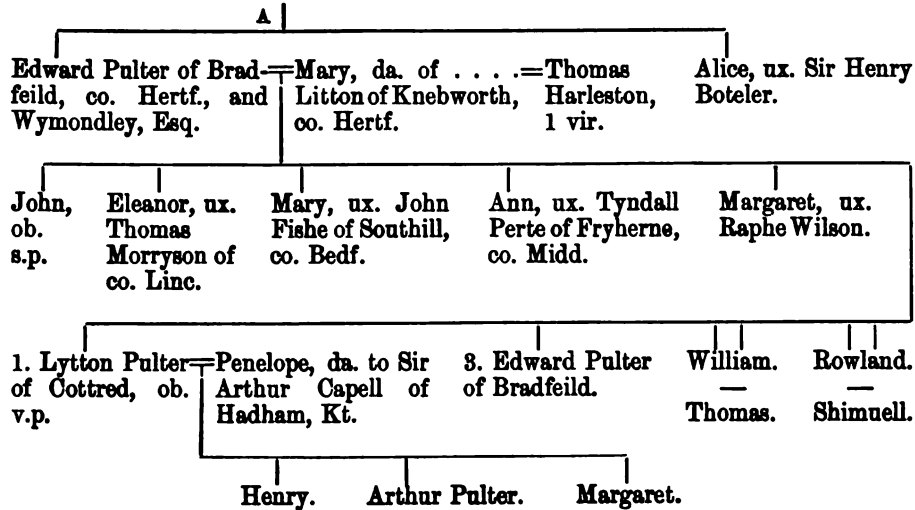 A
Edward Pulter of Brad-
feild, co. Hertf., and
Wymondley, Esq.
Mary, da. of . . . .
Litton of Knebworth,
co. Hertf.
=Thomas
Harleston,
1 vir.
Alice, ux. Sir Henry
Boteler.
John,
ob.
s.p.
Eleanor, ux.
Thomas
Morryson of
co. Linc.
Mary, ux. John
Fishe of Southill,
co. Bedf.
Ann, ux. Tyndall
Perte of Fryherne,
co. Midd.
Margaret, ux.
Raphe Wilson.
1. Lytton Pulter
of Cottred, ob.
v.p.
Penelope, da. to Sir
Arthur Capell of
Hadham, Kt.
3. Edward Pulter
of Bradfeild.
William.
—
Thomas.
Rowland.
—
Shimuell.
Henry.
Arthur Pulter.
Margaret.